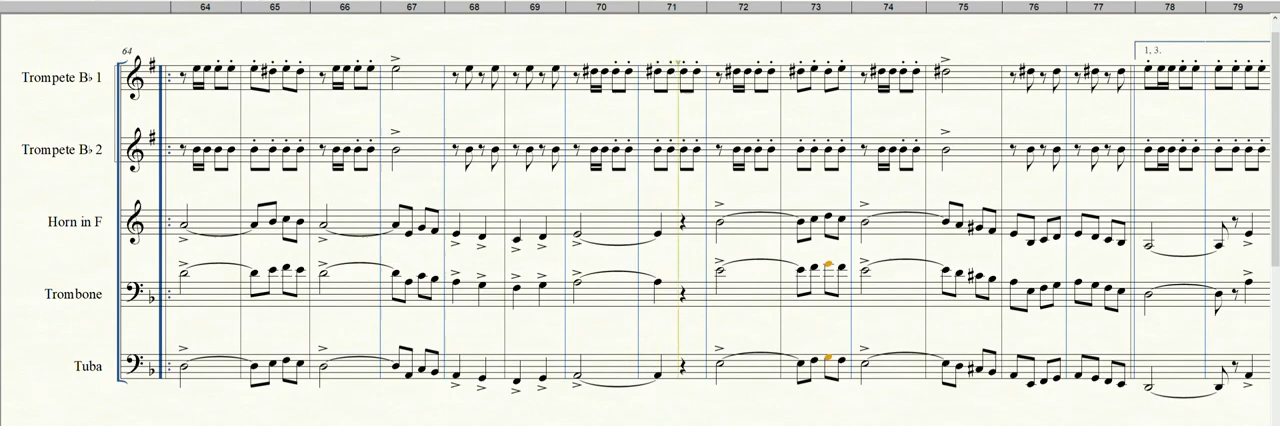 64 65 66 67 68 69 70 71 72 73 74 75 76 77 78 79
64
1, 3.
Trompete B♭ 1
Trompete B♭ 2
Horn in F
Trombone
Tuba